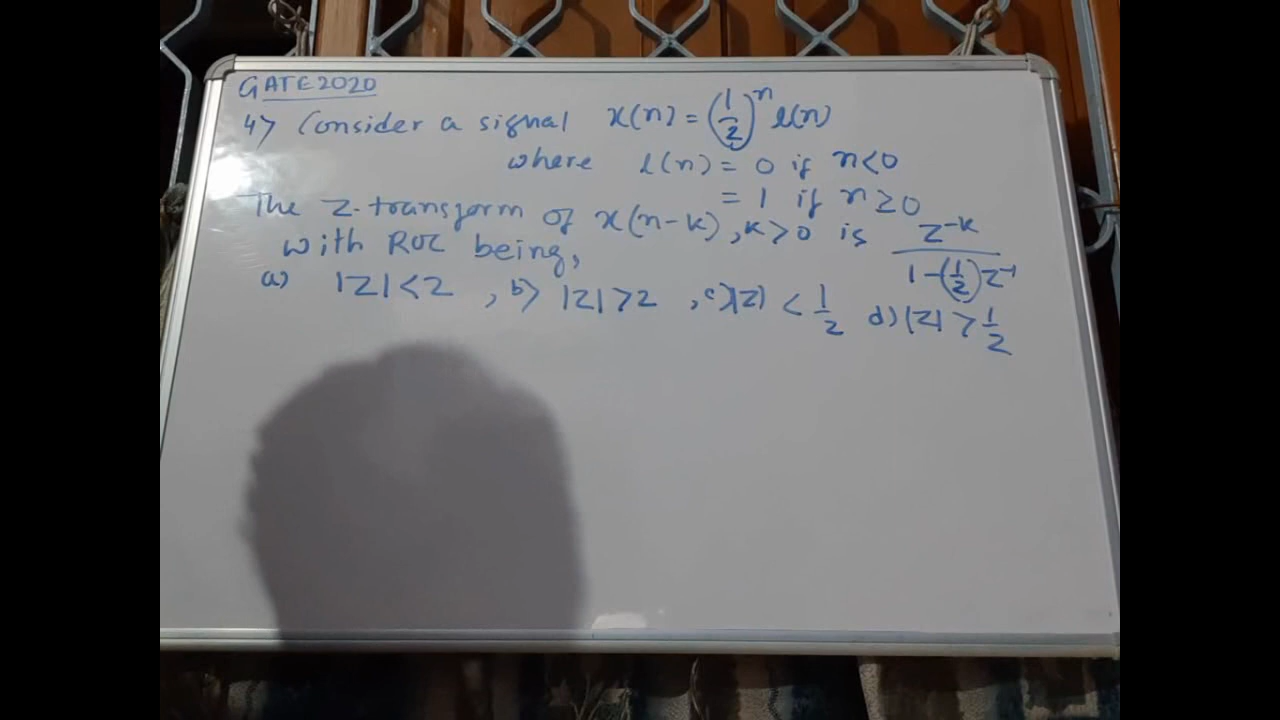 GATE2020
4) Consider a signal x(n) = (1/2)^n l(n)
where l(n) = 0 if n<0
= 1 if n≥0
The Z-transform of x(n-k), k>0 is z^-k / (1-(1/2)z^-1)
with ROC being,
a) |Z|<2 , b) |Z|>2 , c) |Z| < 1/2 d) |Z| > 1/2